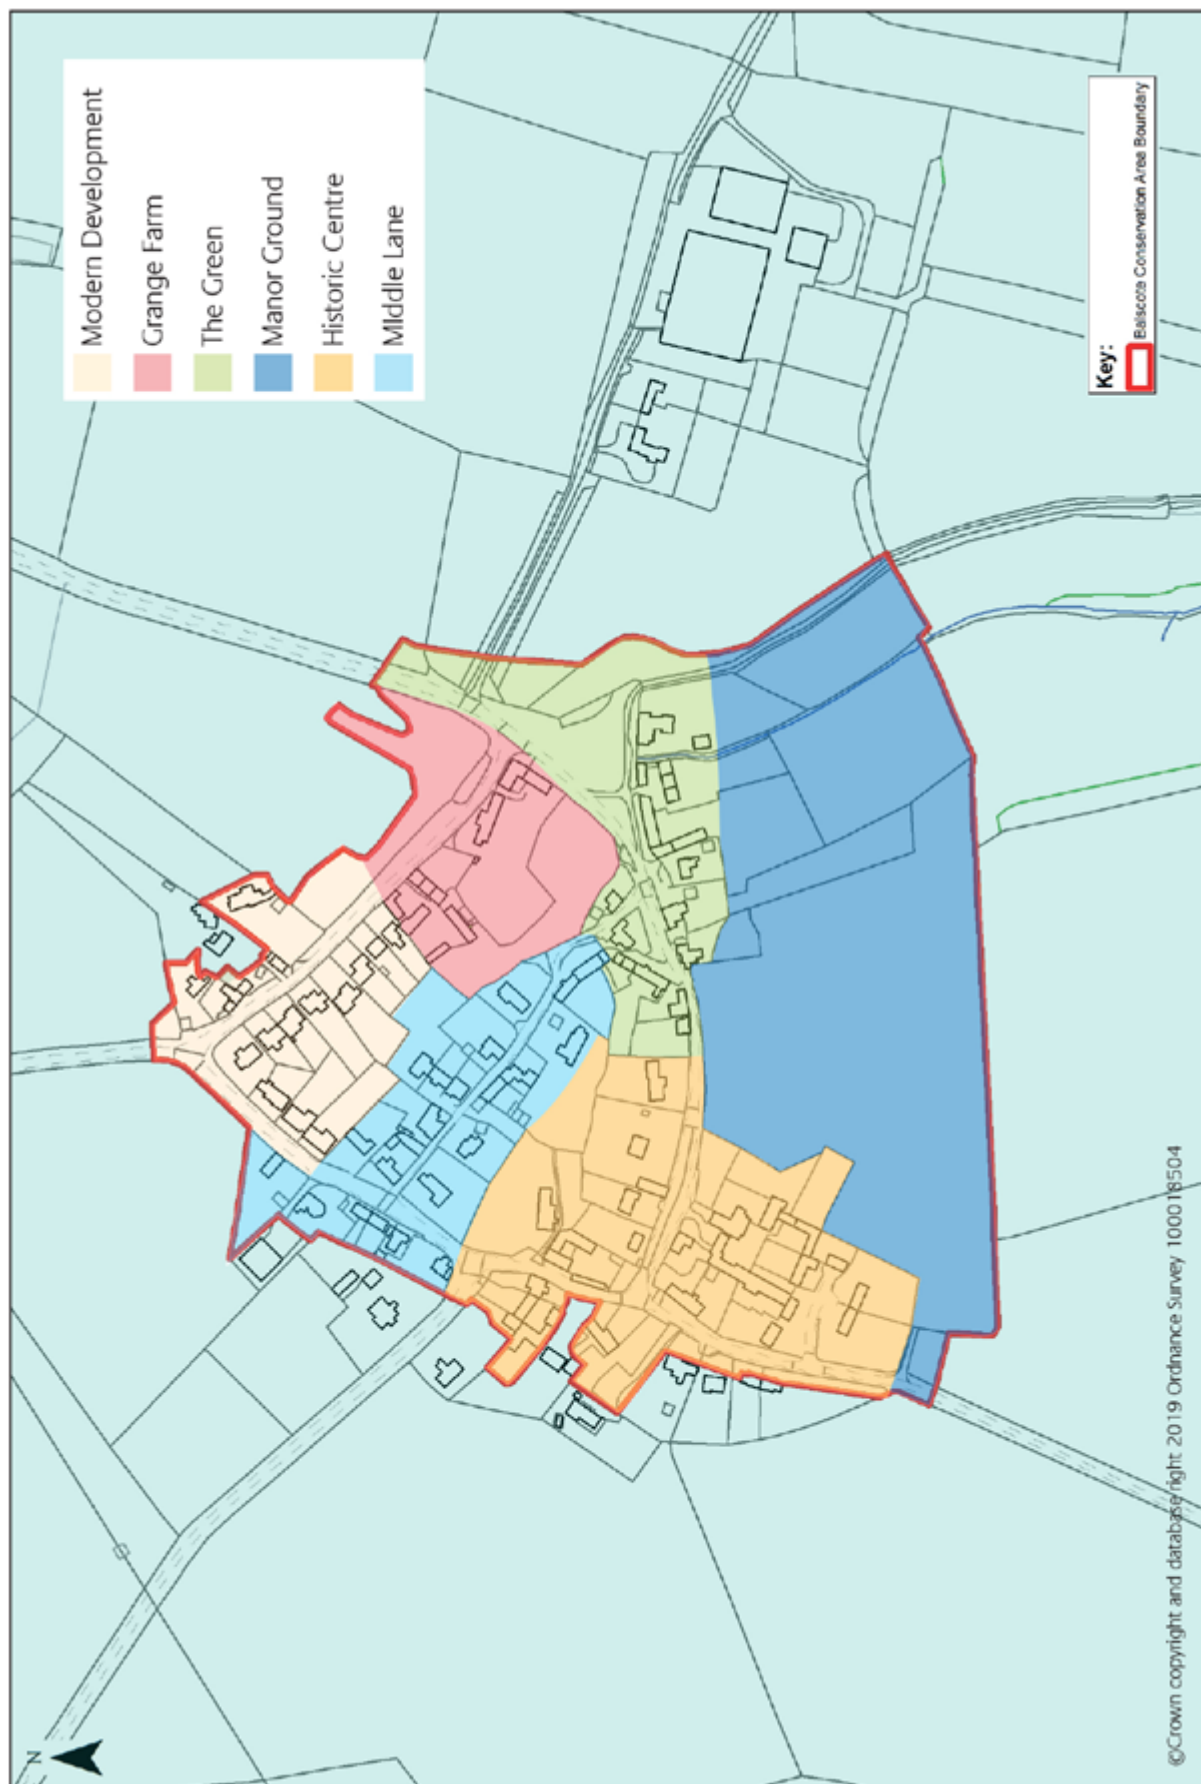 Modern Development
Grange Farm
The Green
Manor Ground
Historic Centre
MIddle Lane
Key:
Balscote Conservation Area Boundary
N
©Crown copyright and database right 2019 Ordnance Survey 100018504